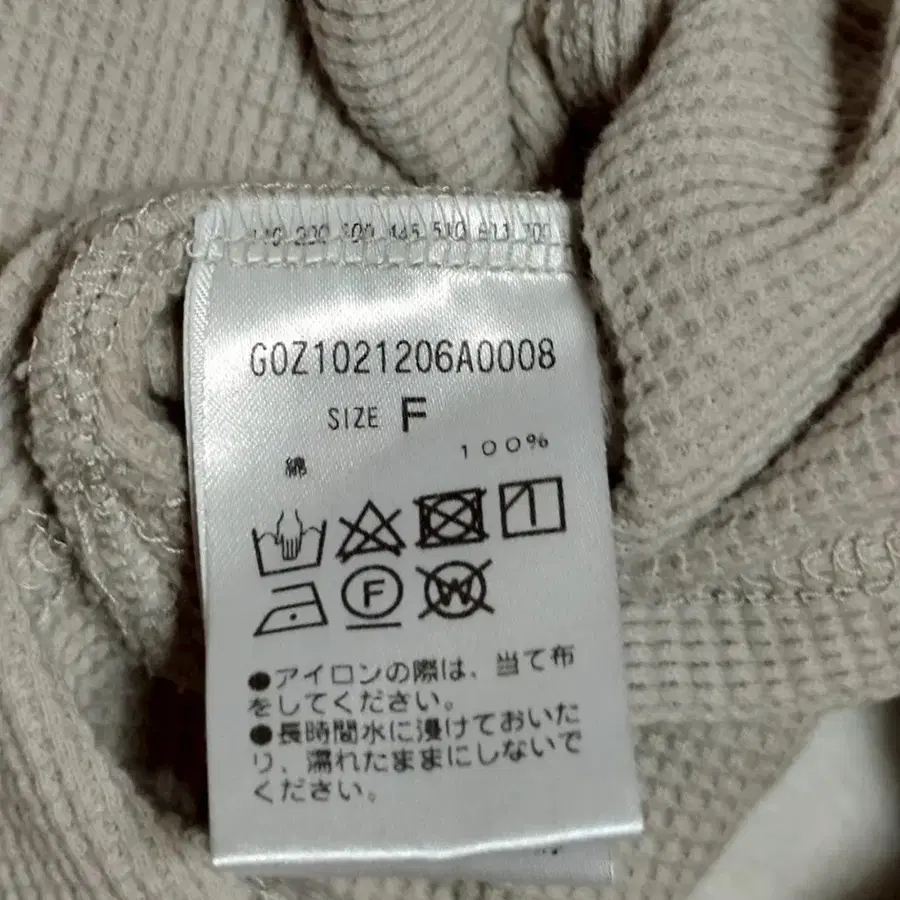 G0Z1021206A0008
SIZE F
綿 100%
F
W
●アイロンの際は、当て布
をしてください。
●長時間水に浸けておいた
り、濡れたままにしないで
ください。